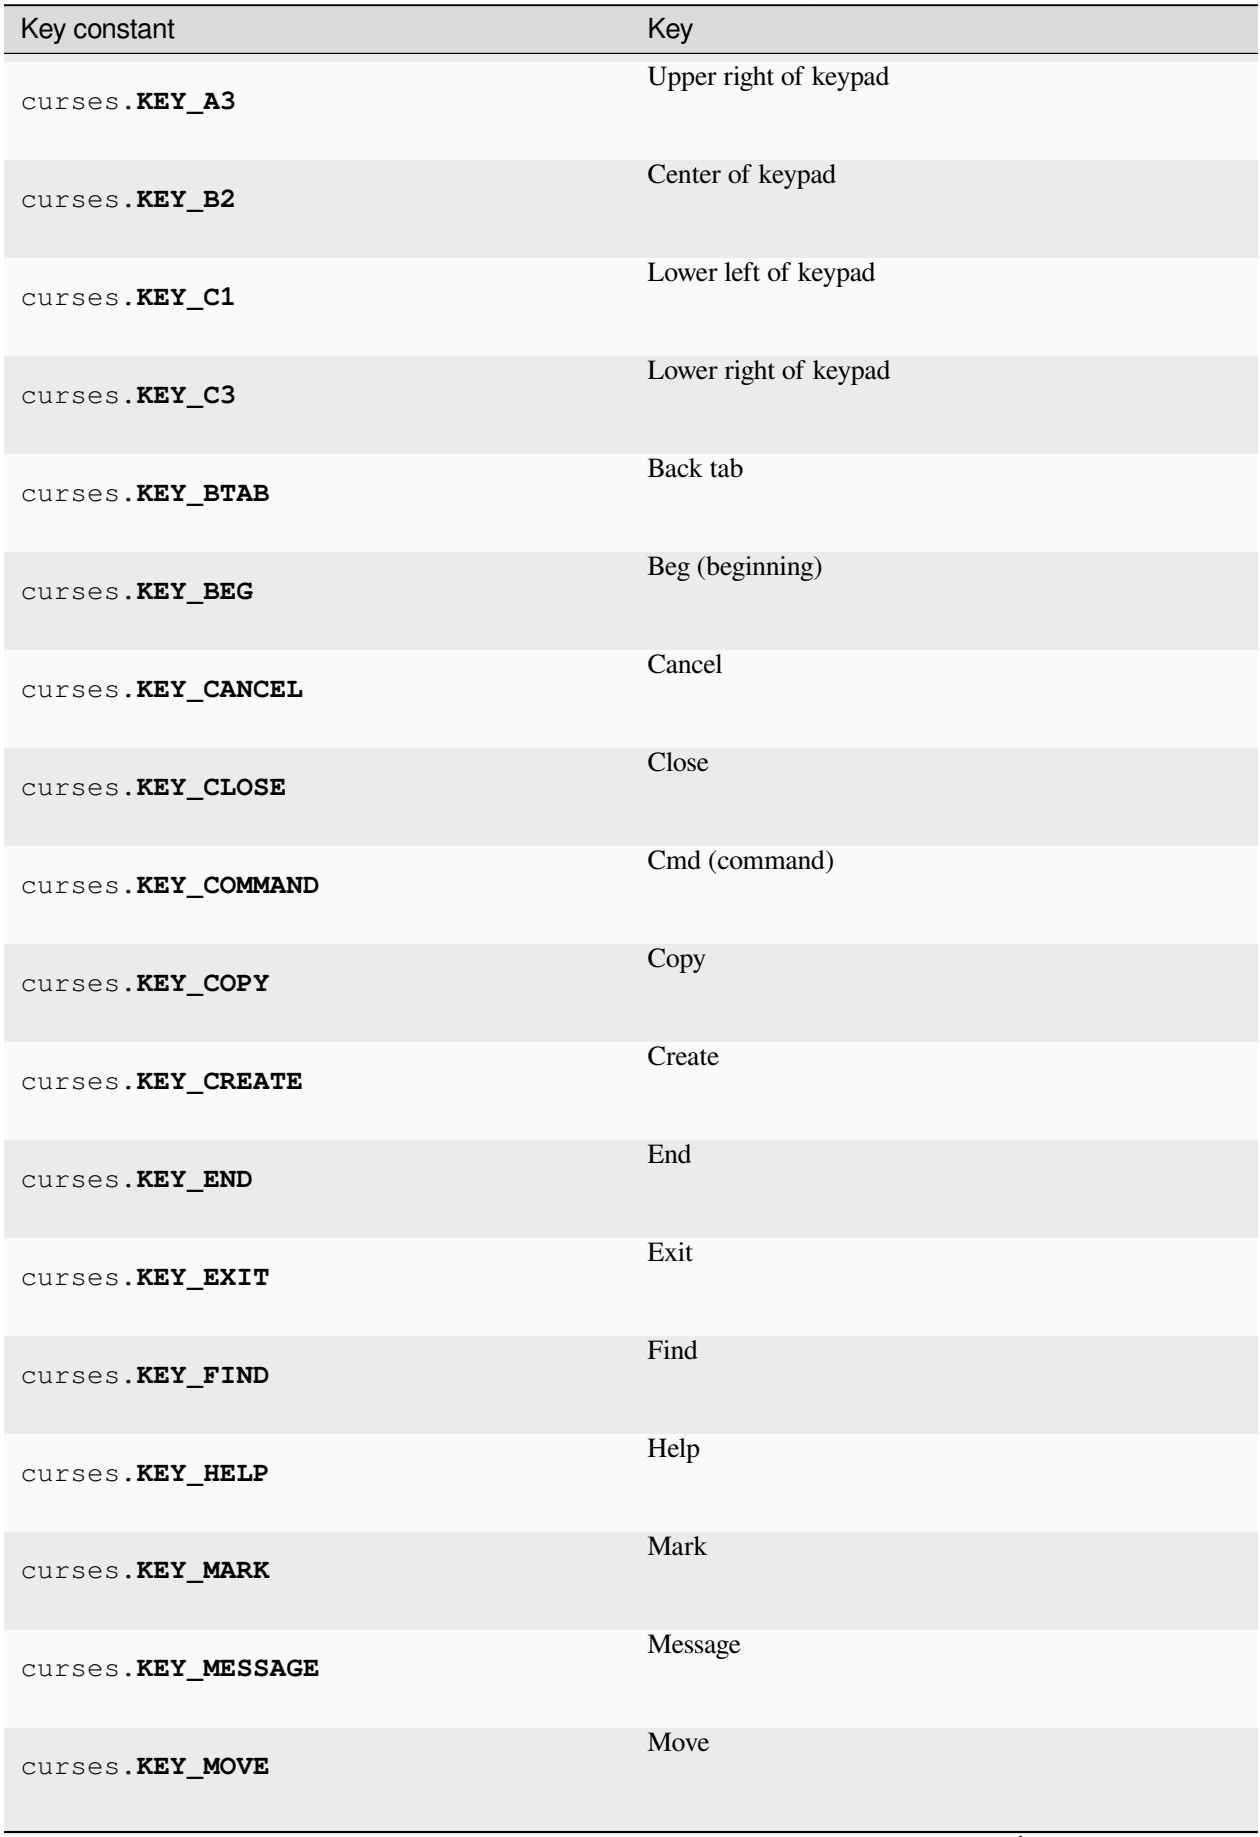 Key constant Key
Upper right of keypad
curses.KEY_A3
Center of keypad
curses.KEY_B2
Lower left of keypad
curses.KEY_C1
Lower right of keypad
curses.KEY_C3
Back tab
curses.KEY_BTAB
Beg (beginning)
curses.KEY_BEG
Cancel
curses.KEY_CANCEL
Close
curses.KEY_CLOSE
Cmd (command)
curses.KEY_COMMAND
Copy
curses.KEY_COPY
Create
curses.KEY_CREATE
End
curses.KEY_END
Exit
curses.KEY_EXIT
Find
curses.KEY_FIND
Help
curses.KEY_HELP
Mark
curses.KEY_MARK
Message
curses.KEY_MESSAGE
Move
curses.KEY_MOVE